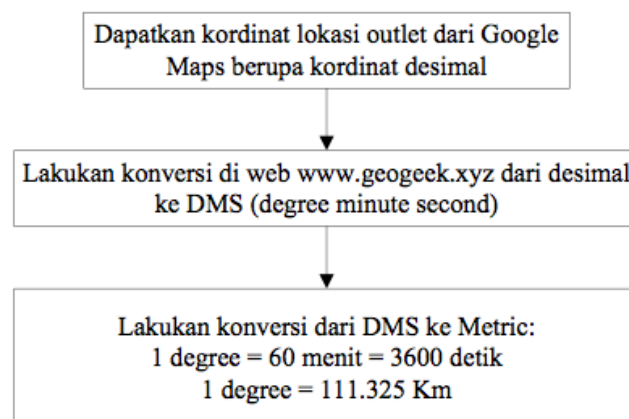 Dapatkan kordinat lokasi outlet dari Google
Maps berupa kordinat desimal
Lakukan konversi di web www.geogeek.xyz dari desimal
ke DMS (degree minute second)
Lakukan konversi dari DMS ke Metric:
1 degree = 60 menit = 3600 detik
1 degree = 111.325 Km